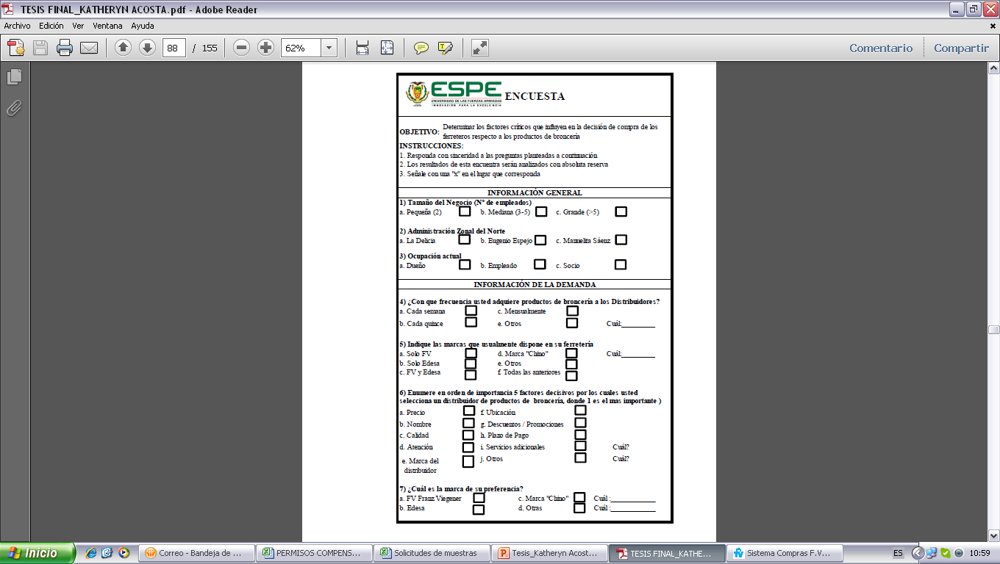 TESIS FINAL_KATHERYN ACOSTA.pdf - Adobe Reader
Archivo Edición Ver Ventana Ayuda
88 / 155 62% Comentario Compartir
ESPE
UNIVERSIDAD DE LAS FUERZAS ARMADAS
INNOVACIÓN PARA LA EXCELENCIA
ENCUESTA
OBJETIVO: Determinar los factores críticos que influyen en la decisión de compra de los
ferreteros respecto a los productos de broncería
INSTRUCCIONES:
1. Responda con sinceridad a las preguntas planteadas a continuación
2. Los resultados de esta encuentra serán analizados con absoluta reserva
3. Señale con una "x" en el lugar que corresponda
INFORMACIÓN GENERAL
1) Tamaño del Negocio (Nº de empleados)
a. Pequeña (2) b. Mediana (3-5) c. Grande (>5)
2) Administración Zonal del Norte
a. La Delicia b. Eugenio Espejo c. Manuelita Sáenz
3) Ocupación actual
a. Dueño b. Empleado c. Socio
INFORMACIÓN DE LA DEMANDA
4) ¿Con que frecuencia usted adquiere productos de broncería a los Distribuidores?
a. Cada semana c. Mensualmente
b. Cada quince e. Otros Cuál:_________
5) Indique las marcas que usualmente dispone en su ferretería
a. Solo FV d. Marca "Chino" Cuál:_________
b. Solo Edesa e. Otros
c. FV y Edesa f. Todas las anteriores
6) Enumere en orden de importancia 5 factores decisivos por los cuales usted
selecciona un distribuidor de productos de broncería, donde 1 es el mas importante )
a. Precio f. Ubicación
b. Nombre g. Descuentos / Promociones
c. Calidad h. Plazo de Pago
d. Atención i. Servicios adicionales Cuál?
e. Marca del j. Otros Cuál?
distribuidor
7) ¿Cuál es la marca de su preferencia?
a. FV Franz Viegener c. Marca "Chino" Cuál :____________
b. Edesa d. Otras Cuál :____________
Inicio Correo - Bandeja de ... PERMISOS COMPENS... Solicitudes de muestras Tesis_Katheryn Acost... TESIS FINAL_KATHE... Sistema Compras F.V... ES 10:59